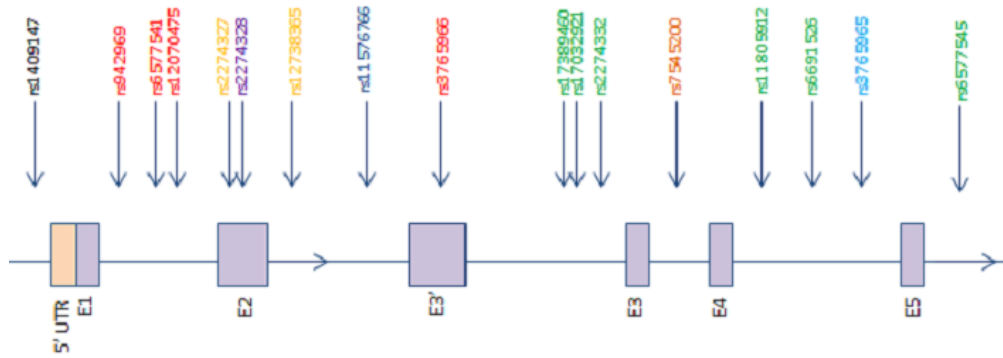 rs1409147
rs942969
rs6577541
rs12070475
rs2274327
rs2274328
rs12738365
rs11576766
rs3765966
rs17389460
rs17032921
rs2274332
rs7545200
rs11805912
rs6691526
rs3765965
rs6577545
5' UTR
E1
E2
E3'
E3
E4
E5